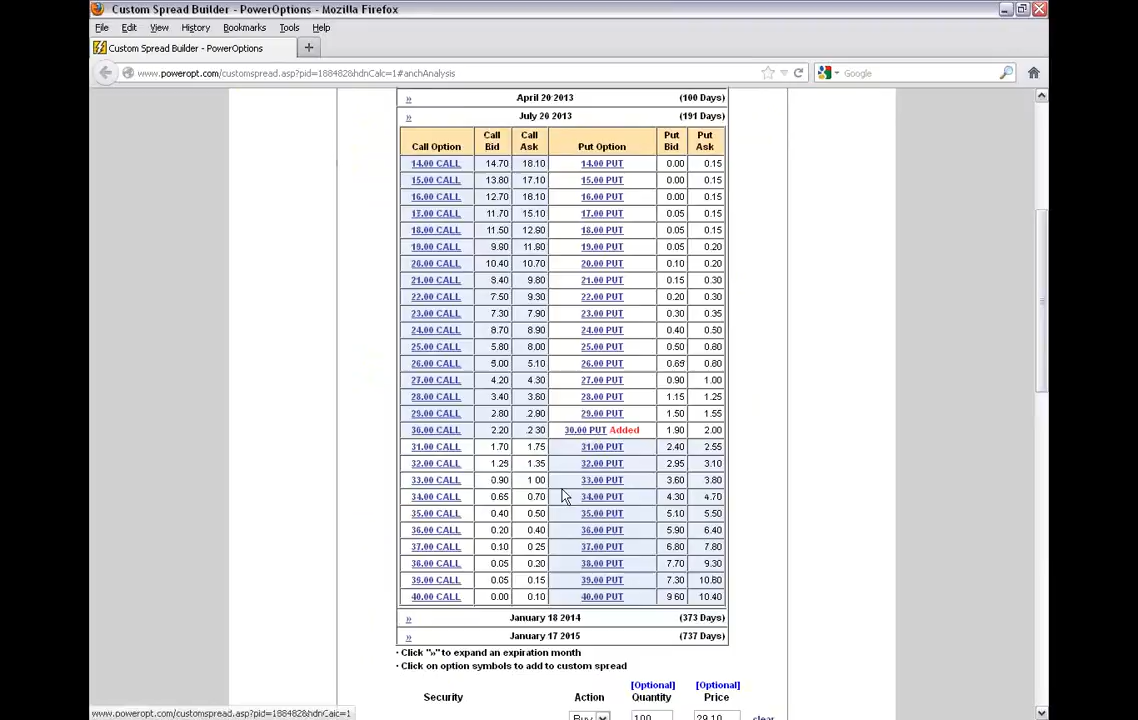 Custom Spread Builder - PowerOptions - Mozilla Firefox
File Edit View History Bookmarks Tools Help
Custom Spread Builder - PowerOptions
www.poweropt.com/customspread.asp?pid=188482&hdnCalc=1#anchAnalysis Google
» April 20 2013 (100 Days)
» July 20 2013 (191 Days)
Call Option Call Bid Call Ask Put Option Put Bid Put Ask
14.00 CALL 14.70 18.10 14.00 PUT 0.00 0.15
15.00 CALL 13.80 17.10 15.00 PUT 0.00 0.15
16.00 CALL 12.70 18.10 16.00 PUT 0.00 0.15
17.00 CALL 11.70 15.10 17.00 PUT 0.05 0.15
18.00 CALL 11.50 12.80 18.00 PUT 0.05 0.15
19.00 CALL 9.80 11.80 19.00 PUT 0.05 0.20
20.00 CALL 10.40 10.70 20.00 PUT 0.10 0.20
21.00 CALL 8.40 9.80 21.00 PUT 0.15 0.30
22.00 CALL 7.50 9.30 22.00 PUT 0.20 0.30
23.00 CALL 7.30 7.90 23.00 PUT 0.30 0.35
24.00 CALL 8.70 8.90 24.00 PUT 0.40 0.50
25.00 CALL 5.80 8.00 25.00 PUT 0.50 0.80
26.00 CALL 5.00 5.10 26.00 PUT 0.69 0.80
27.00 CALL 4.20 4.30 27.00 PUT 0.90 1.00
28.00 CALL 3.40 3.80 28.00 PUT 1.15 1.25
29.00 CALL 2.80 2.90 29.00 PUT 1.50 1.55
30.00 CALL 2.20 2.30 30.00 PUT Added 1.90 2.00
31.00 CALL 1.70 1.75 31.00 PUT 2.40 2.55
32.00 CALL 1.29 1.35 32.00 PUT 2.95 3.10
33.00 CALL 0.90 1.00 33.00 PUT 3.60 3.80
34.00 CALL 0.65 0.70 34.00 PUT 4.30 4.70
35.00 CALL 0.40 0.50 35.00 PUT 5.10 5.50
36.00 CALL 0.20 0.40 36.00 PUT 5.90 6.40
37.00 CALL 0.10 0.25 37.00 PUT 6.80 7.80
38.00 CALL 0.05 0.20 38.00 PUT 7.70 9.30
39.00 CALL 0.05 0.15 39.00 PUT 7.30 10.80
40.00 CALL 0.00 0.10 40.00 PUT 9.60 10.40
» January 18 2014 (373 Days)
» January 17 2015 (737 Days)
· Click "»" to expand an expiration month
· Click on option symbols to add to custom spread
[Optional] [Optional]
Security Action Quantity Price
www.poweropt.com/customspread.asp?pid=188482&hdnCalc=1
Buy 100 29.10 clear